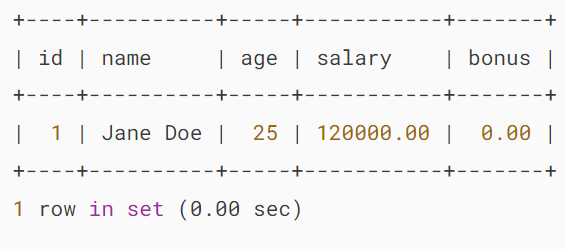 +----+----------+-----+-----------+-------+
| id | name     | age | salary    | bonus |
+----+----------+-----+-----------+-------+
|  1 | Jane Doe |  25 | 120000.00 |  0.00 |
+----+----------+-----+-----------+-------+
1 row in set (0.00 sec)